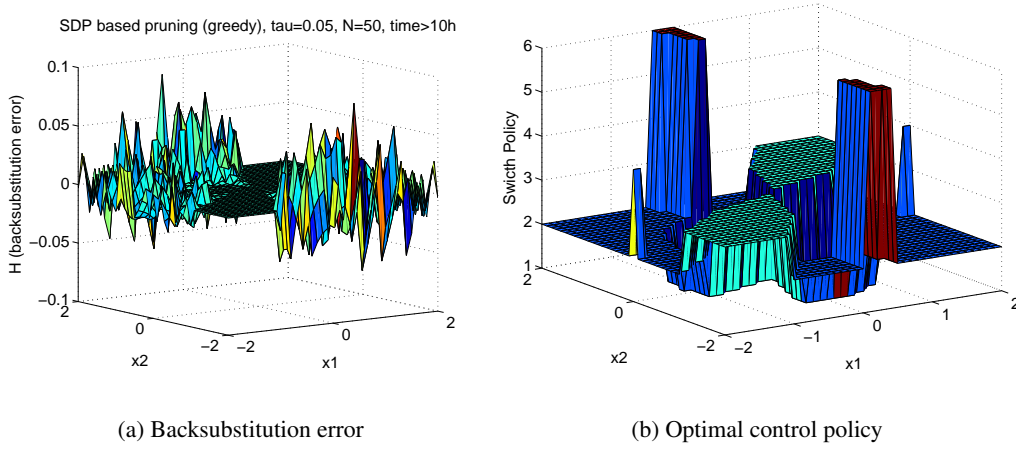 SDP based pruning (greedy), tau=0.05, N=50, time>10h
0.1
0.05
0
−0.05
−0.1
H (backsubstitution error)
2
0
−2
x2
−2
0
2
x1
6
5
4
3
2
1
Swicth Policy
2
0
−2
x2
−2
−1
0
1
2
x1
(a) Backsubstitution error
(b) Optimal control policy